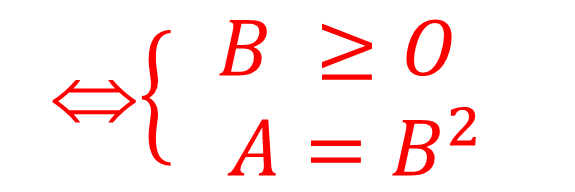 ⇔ { B ≥ O
A = B²